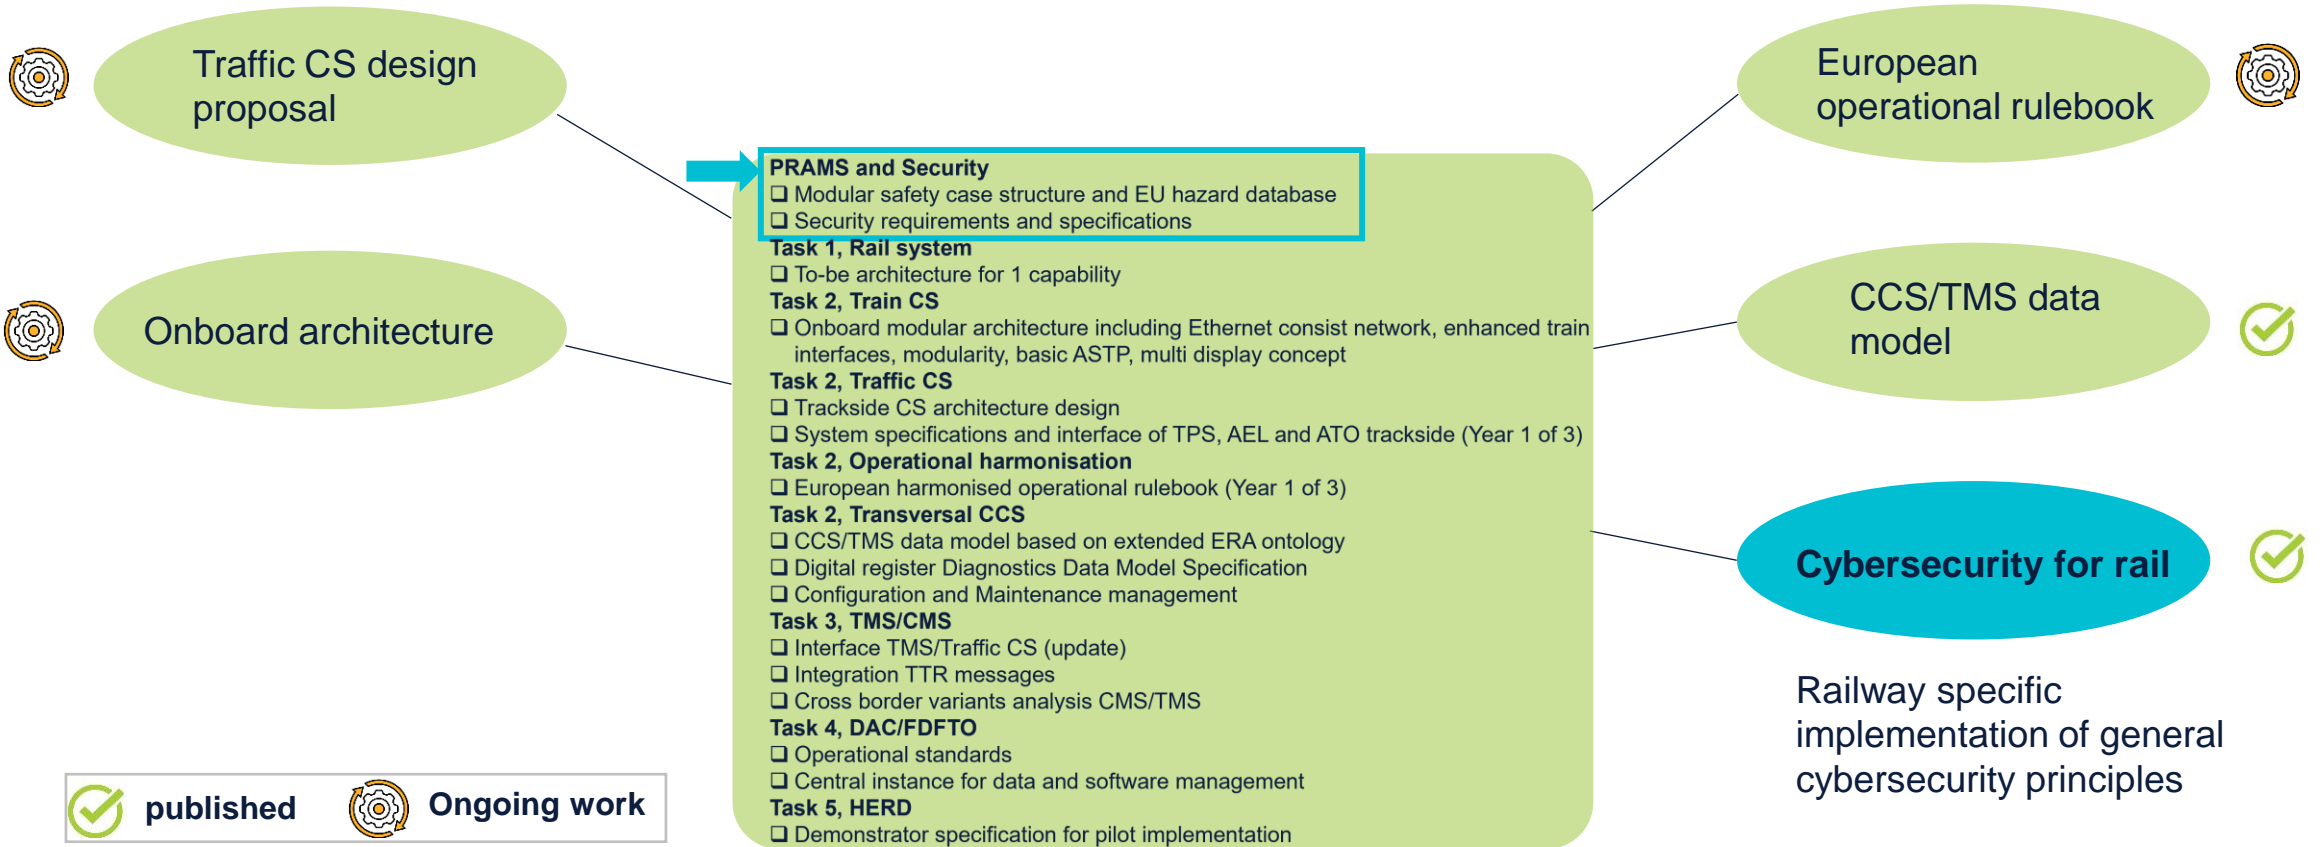 Traffic CS design
proposal
Onboard architecture
PRAMS and Security
Modular safety case structure and EU hazard database
Security requirements and specifications
Task 1, Rail system
To-be architecture for 1 capability
Task 2, Train CS
Onboard modular architecture including Ethernet consist network, enhanced train
interfaces, modularity, basic ASTP, multi display concept
Task 2, Traffic CS
Trackside CS architecture design
System specifications and interface of TPS, AEL and ATO trackside (Year 1 of 3)
Task 2, Operational harmonisation
European harmonised operational rulebook (Year 1 of 3)
Task 2, Transversal CCS
CCS/TMS data model based on extended ERA ontology
Digital register Diagnostics Data Model Specification
Configuration and Maintenance management
Task 3, TMS/CMS
Interface TMS/Traffic CS (update)
Integration TTR messages
Cross border variants analysis CMS/TMS
Task 4, DAC/FDFTO
Operational standards
Central instance for data and software management
Task 5, HERD
Demonstrator specification for pilot implementation
European
operational rulebook
CCS/TMS data
model
Cybersecurity for rail
Railway specific
implementation of general
cybersecurity principles
published
Ongoing work